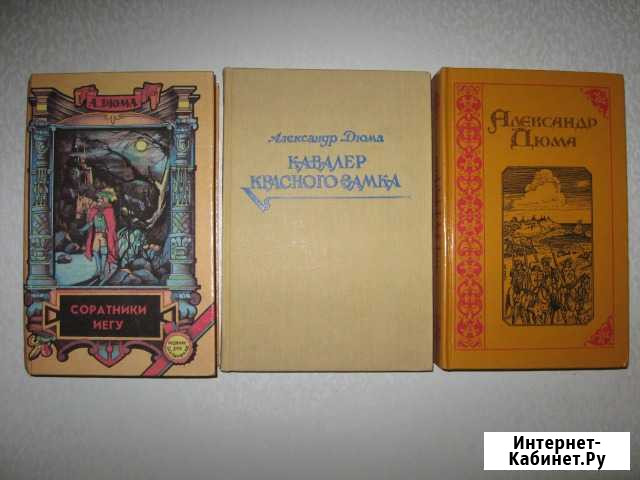 А. ДЮМА
СОРАТНИКИ
ИЕГУ
Александр Дюма
КАВАЛЕР
КРАСНОГО ЗАМКА
Александр
Дюма
Интернет-
Кабинет.Ру